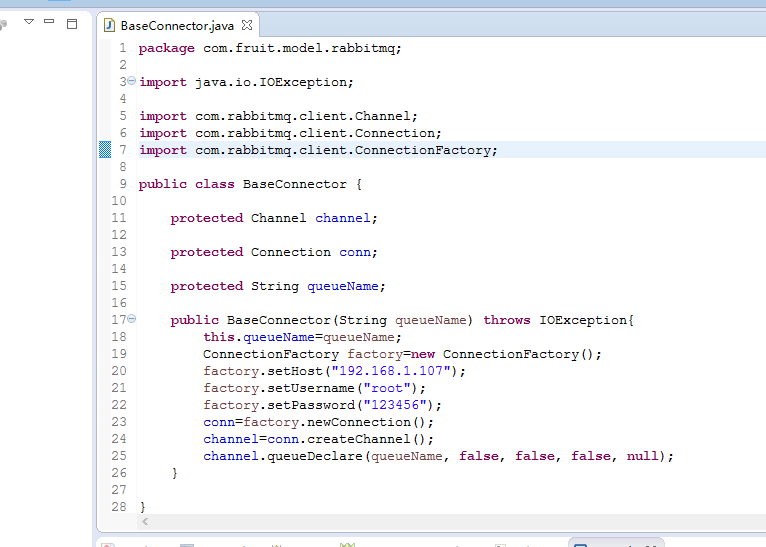 BaseConnector.java
1 package com.fruit.model.rabbitmq;
2
3 import java.io.IOException;
4
5 import com.rabbitmq.client.Channel;
6 import com.rabbitmq.client.Connection;
7 import com.rabbitmq.client.ConnectionFactory;
8
9 public class BaseConnector {
10
11     protected Channel channel;
12
13     protected Connection conn;
14
15     protected String queueName;
16
17     public BaseConnector(String queueName) throws IOException{
18         this.queueName=queueName;
19         ConnectionFactory factory=new ConnectionFactory();
20         factory.setHost("192.168.1.107");
21         factory.setUsername("root");
22         factory.setPassword("123456");
23         conn=factory.newConnection();
24         channel=conn.createChannel();
25         channel.queueDeclare(queueName, false, false, false, null);
26     }
27
28 }